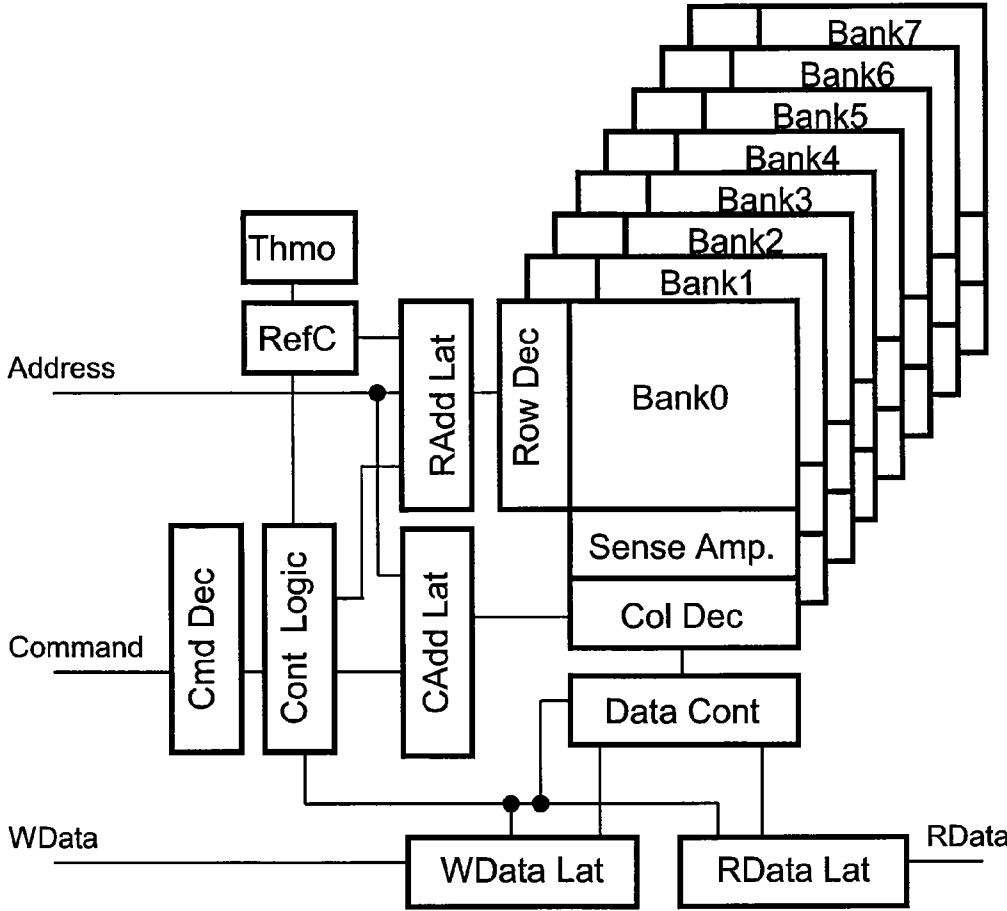 Bank7
Bank6
Bank5
Bank4
Bank3
Bank2
Bank1
Thmo
RefC
Address
RAdd Lat
Row Dec
Bank0
Sense Amp.
Command
Cmd Dec
Cont Logic
CAdd Lat
Col Dec
Data Cont
WData
WData Lat
RData Lat
RData